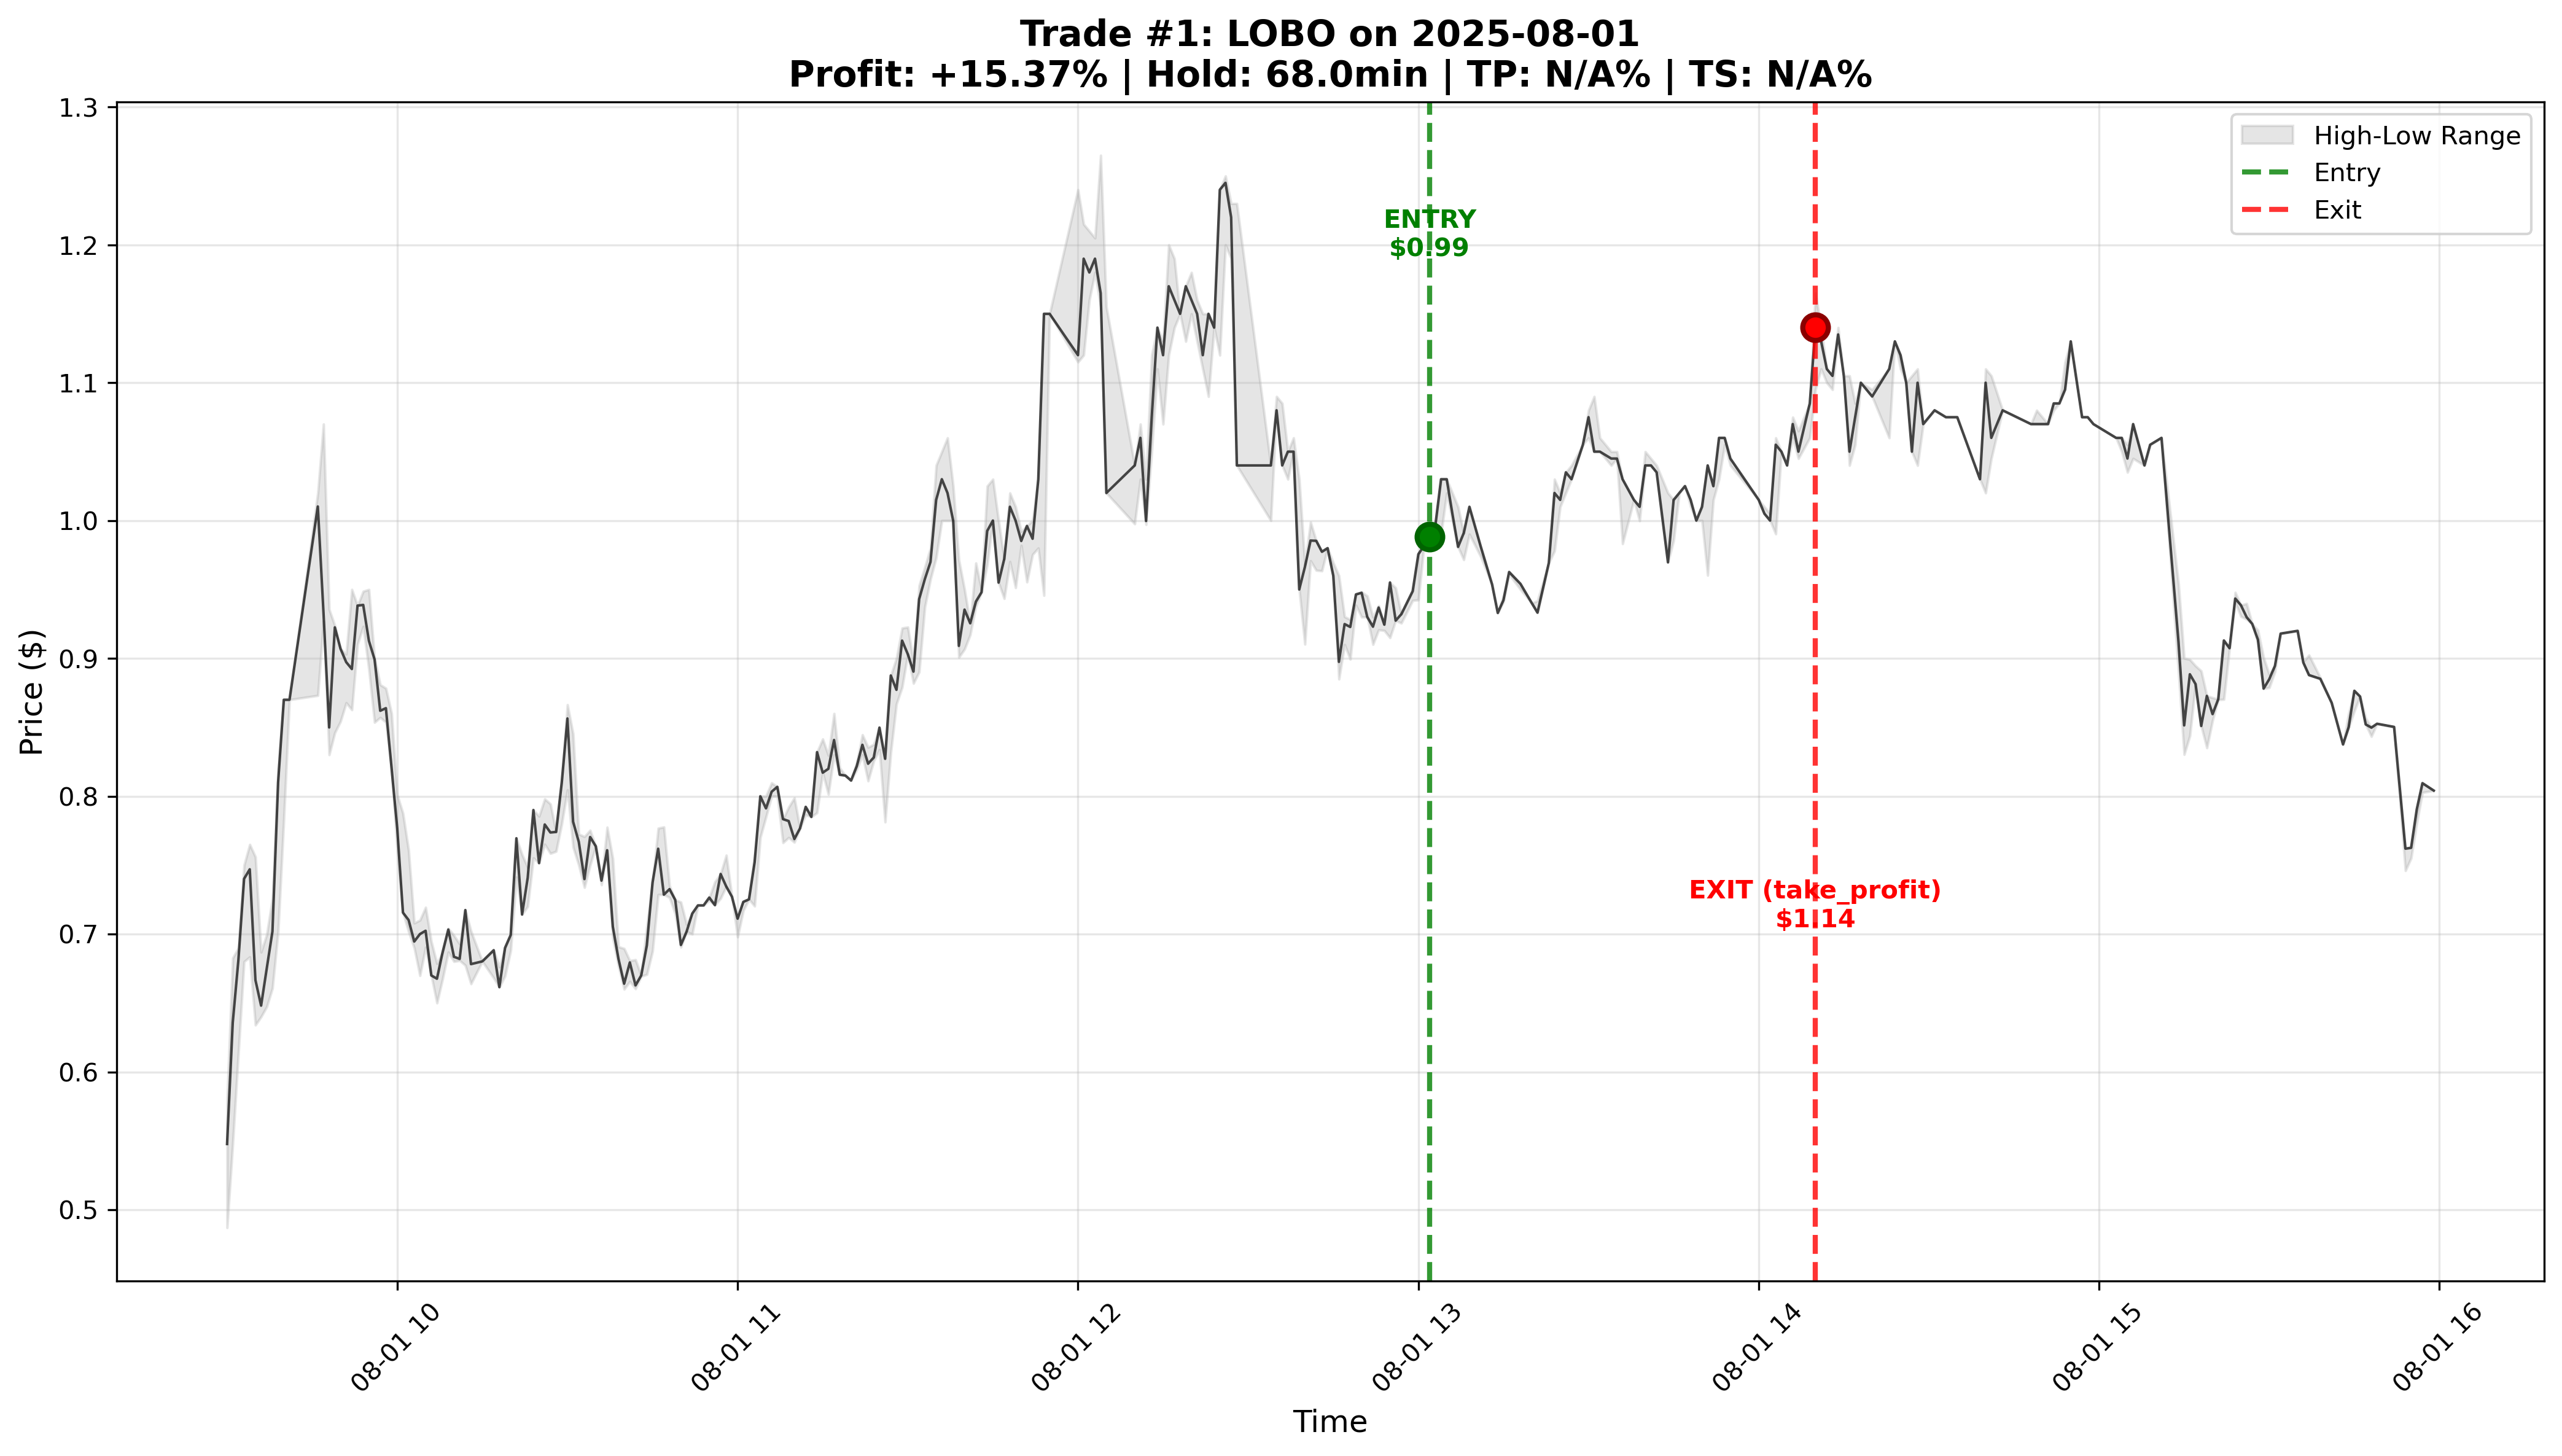 Trade #1: LOBO on 2025-08-01
Profit: +15.37% | Hold: 68.0min | TP: N/A% | TS: N/A%
High-Low Range
Entry
Exit
ENTRY
$0.99
EXIT (take_profit)
$1.14
Price ($)
1.3
1.2
1.1
1.0
0.9
0.8
0.7
0.6
0.5
08-01 10
08-01 11
08-01 12
08-01 13
08-01 14
08-01 15
08-01 16
Time